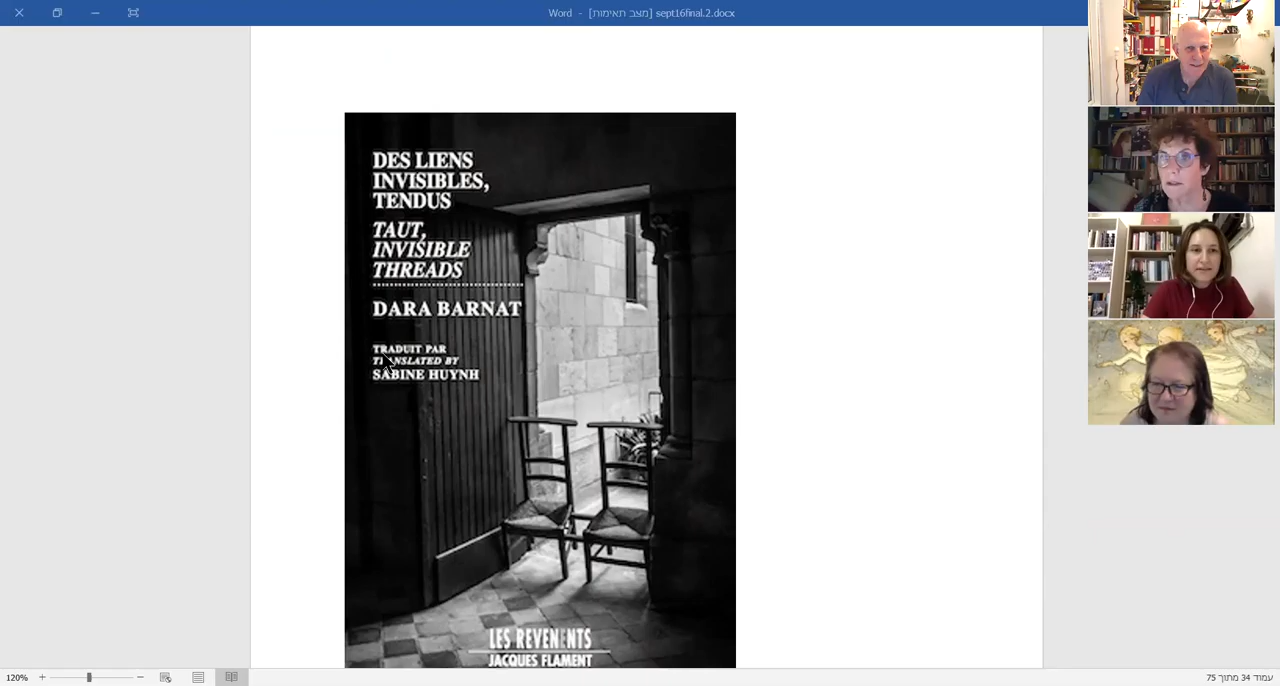 Word - [מצב תאימות] sept16final.2.docx
DES LIENS
INVISIBLES,
TENDUS
TAUT,
INVISIBLE
THREADS
DARA BARNAT
TRADUIT PAR
TRANSLATED BY
SABINE HUYNH
LES REVENENTS
JACQUES FLAMENT
120%
עמוד 34 מתוך 75